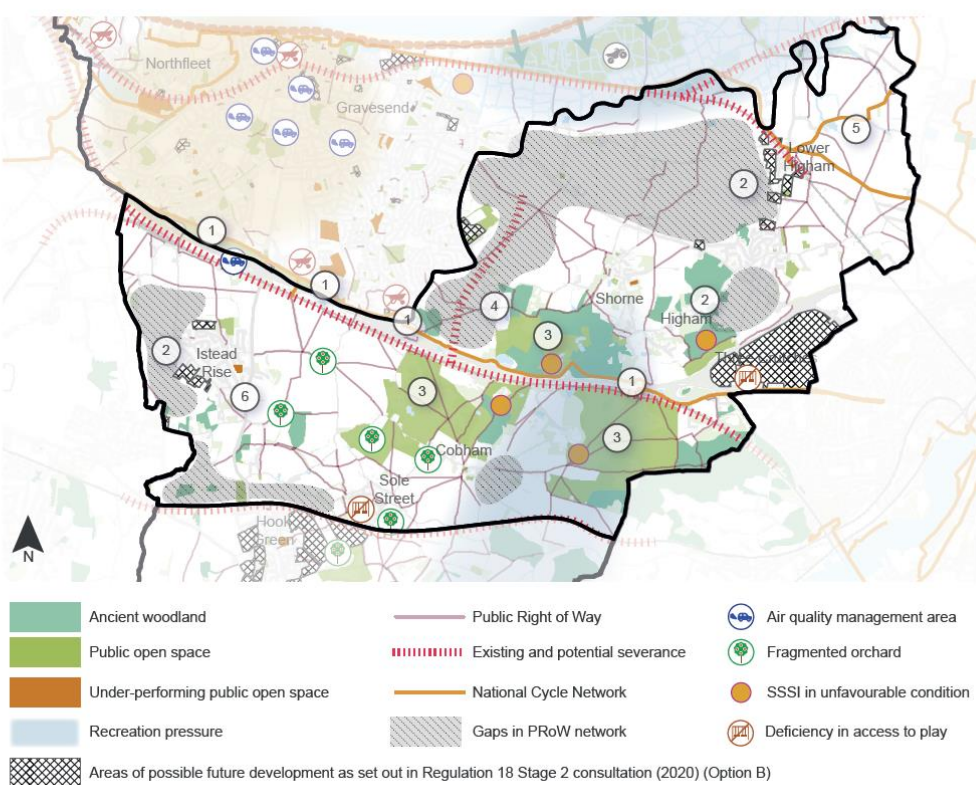 Northfleet
Gravesend
5
Lower
Higham
2
1
1
Shorne
2
Higham
1
4
3
2
Istead
Rise
1
3
6
3
Cobham
Sole
Street
Hook
Green
N
Ancient woodland
Public Right of Way
Air quality management area
Public open space
Existing and potential severance
Fragmented orchard
Under-performing public open space
National Cycle Network
SSSI in unfavourable condition
Recreation pressure
Gaps in PRoW network
Deficiency in access to play
Areas of possible future development as set out in Regulation 18 Stage 2 consultation (2020) (Option B)